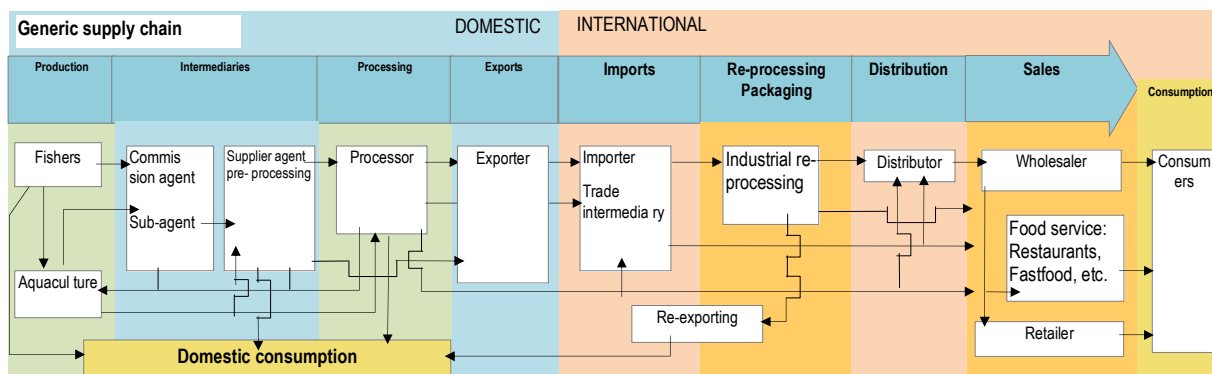 Generic supply chain
DOMESTIC
INTERNATIONAL
Production
Intermediaries
Processing
Exports
Imports
Re-processing
Packaging
Distribution
Sales
Consumption
Fishers
Commis
sion agent
Sub-agent
Supplier agent
pre- processing
Processor
Exporter
Importer
Trade
intermedia ry
Industrial re-
processing
Distributor
Wholesaler
Consum
ers
Food service:
Restaurants,
Fastfood, etc.
Aquacul ture
Re-exporting
Retailer
Domestic consumption